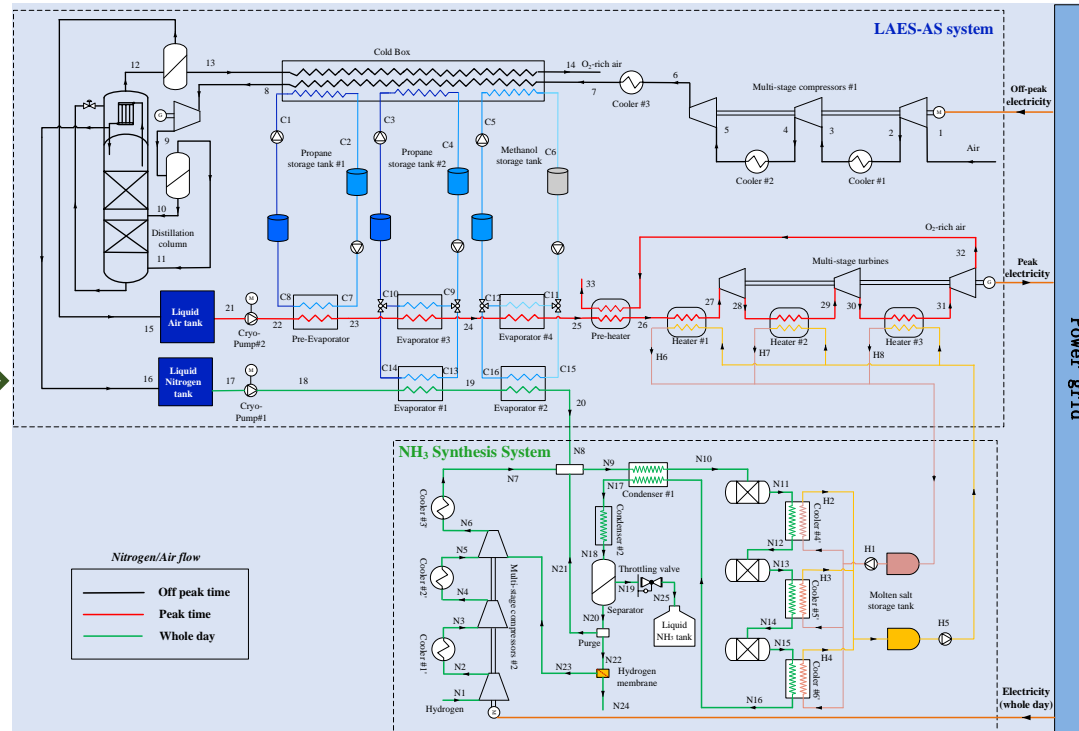 LAES-AS system
Cold Box
12
13
14
O₂-rich air
8
7
Cooler #3
6
Multi-stage compressors #1
Off-peak
electricity
G
9
C1
C2
C3
C4
C5
C6
5
4
3
2
1
M
Air
Propane
storage tank #1
Propane
storage tank #2
Methanol
storage tank
Cooler #2
Cooler #1
10
Distillation
column
11
O₂-rich air
32
Multi-stage turbines
Peak
electricity
G
33
Liquid
Air tank
15
21
M
22
Cryo-
Pump#2
C8
C7
23
Pre-Evaporator
C10
C9
Evaporator #3
24
C12
C11
Evaporator #4
25
Pre-heater
26
27
Heater #1
28
29
Heater #2
30
31
Heater #3
H6
H7
H8
Power grid
Liquid
Nitrogen
tank
16
17
M
18
Cryo-
Pump#1
C14
C13
19
Evaporator #1
C16
C15
Evaporator #2
20
NH₃ Synthesis System
N8
N7
N9
N10
N17
Condenser #1
Cooler #3'
N6
N5
Cooler #2'
N4
N3
Cooler #1'
N2
N1
Hydrogen
Multi-stage compressors #2
Condenser #2
N18
Throttling valve
N19
N25
Separator
N20
N21
Liquid
NH₃ tank
Purge
N22
N23
Hydrogen
membrane
N24
N11
H2
Cooler #4'
N12
N13
H3
Cooler #5'
N14
N15
H4
Cooler #6'
N16
H1
Molten salt
storage tank
H5
Electricity
(whole day)
Nitrogen/Air flow
Off peak time
Peak time
Whole day